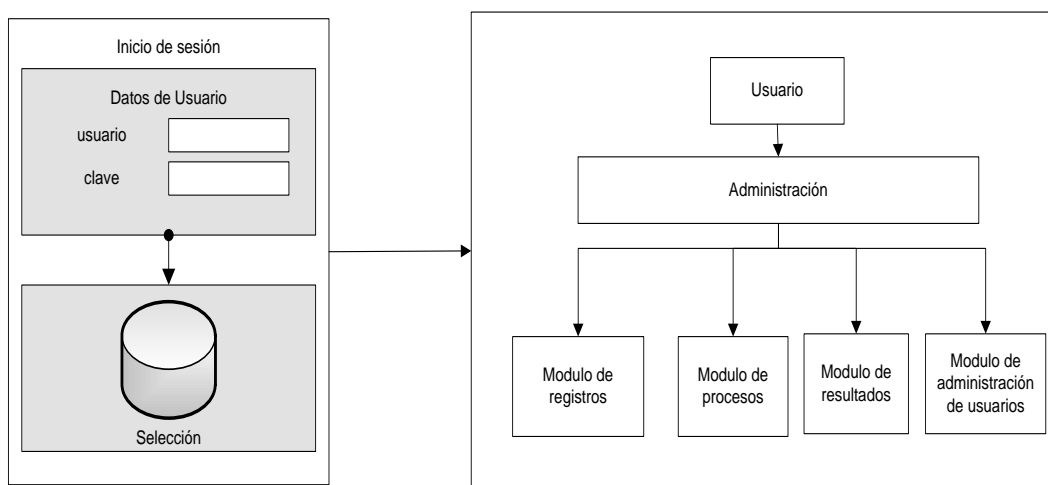 Inicio de sesión
Datos de Usuario
usuario
clave
Selección
Usuario
Administración
Modulo de
registros
Modulo de
procesos
Modulo de
resultados
Modulo de
administración
de usuarios